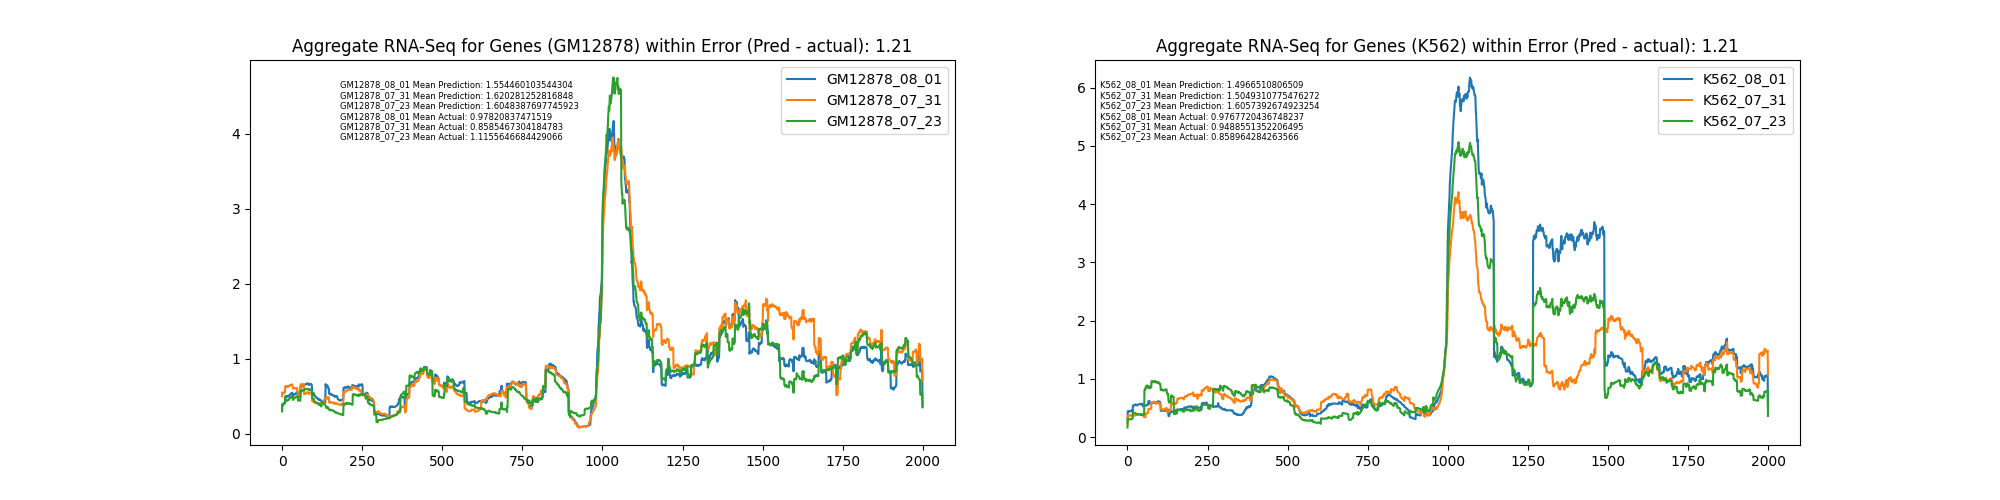 Aggregate RNA-Seq for Genes (GM12878) within Error (Pred - actual): 1.21
GM12878_08_01 Mean Prediction: 1.554460103544304
GM12878_07_31 Mean Prediction: 1.620281252816848
GM12878_07_23 Mean Prediction: 1.6048387697745923
GM12878_08_01 Mean Actual: 0.97820837471519
GM12878_07_31 Mean Actual: 0.8585467304184783
GM12878_07_23 Mean Actual: 1.1155646684429066
GM12878_08_01
GM12878_07_31
GM12878_07_23
4
3
2
1
0
0 250 500 750 1000 1250 1500 1750 2000
Aggregate RNA-Seq for Genes (K562) within Error (Pred - actual): 1.21
K562_08_01 Mean Prediction: 1.4966510806509
K562_07_31 Mean Prediction: 1.5049310775476272
K562_07_23 Mean Prediction: 1.6057392674923254
K562_08_01 Mean Actual: 0.9767720436748237
K562_07_31 Mean Actual: 0.9488551352206495
K562_07_23 Mean Actual: 0.858964284263566
K562_08_01
K562_07_31
K562_07_23
6
5
4
3
2
1
0
0 250 500 750 1000 1250 1500 1750 2000